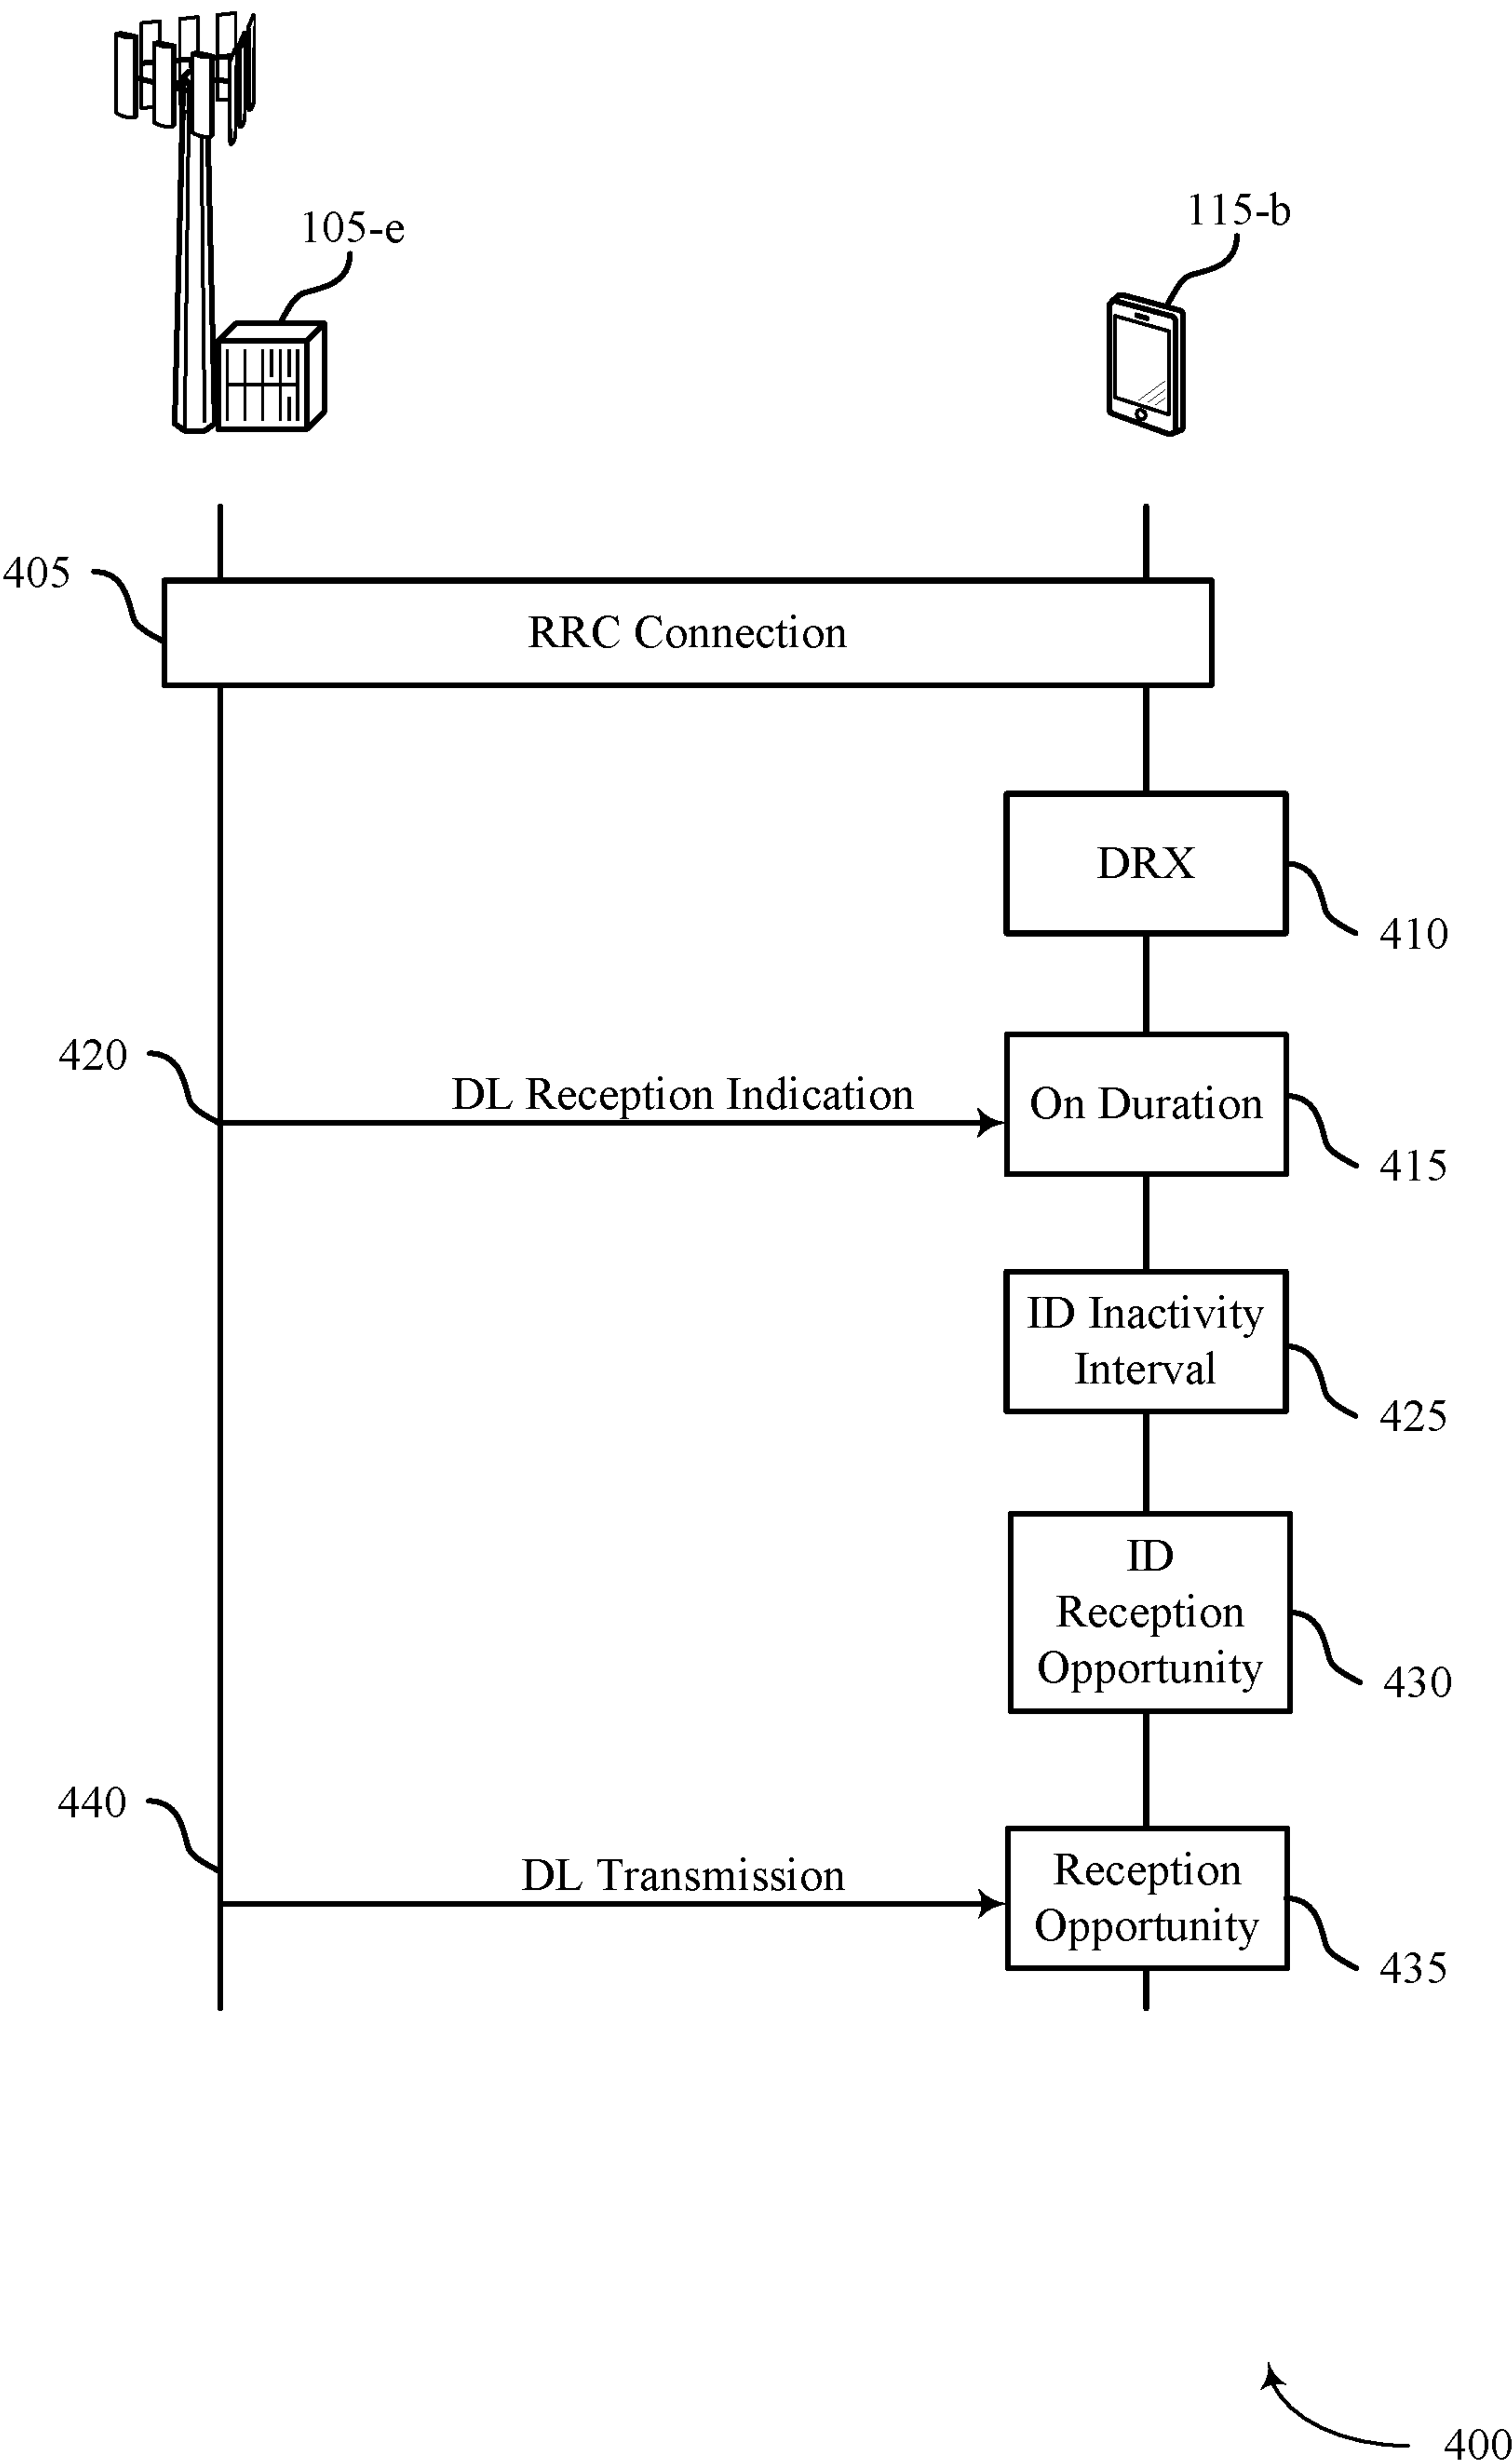 105-e
115-b
405
RRC Connection
DRX
410
420
DL Reception Indication
On Duration
415
ID Inactivity
Interval
425
ID
Reception
Opportunity
430
440
DL Transmission
Reception
Opportunity
435
400